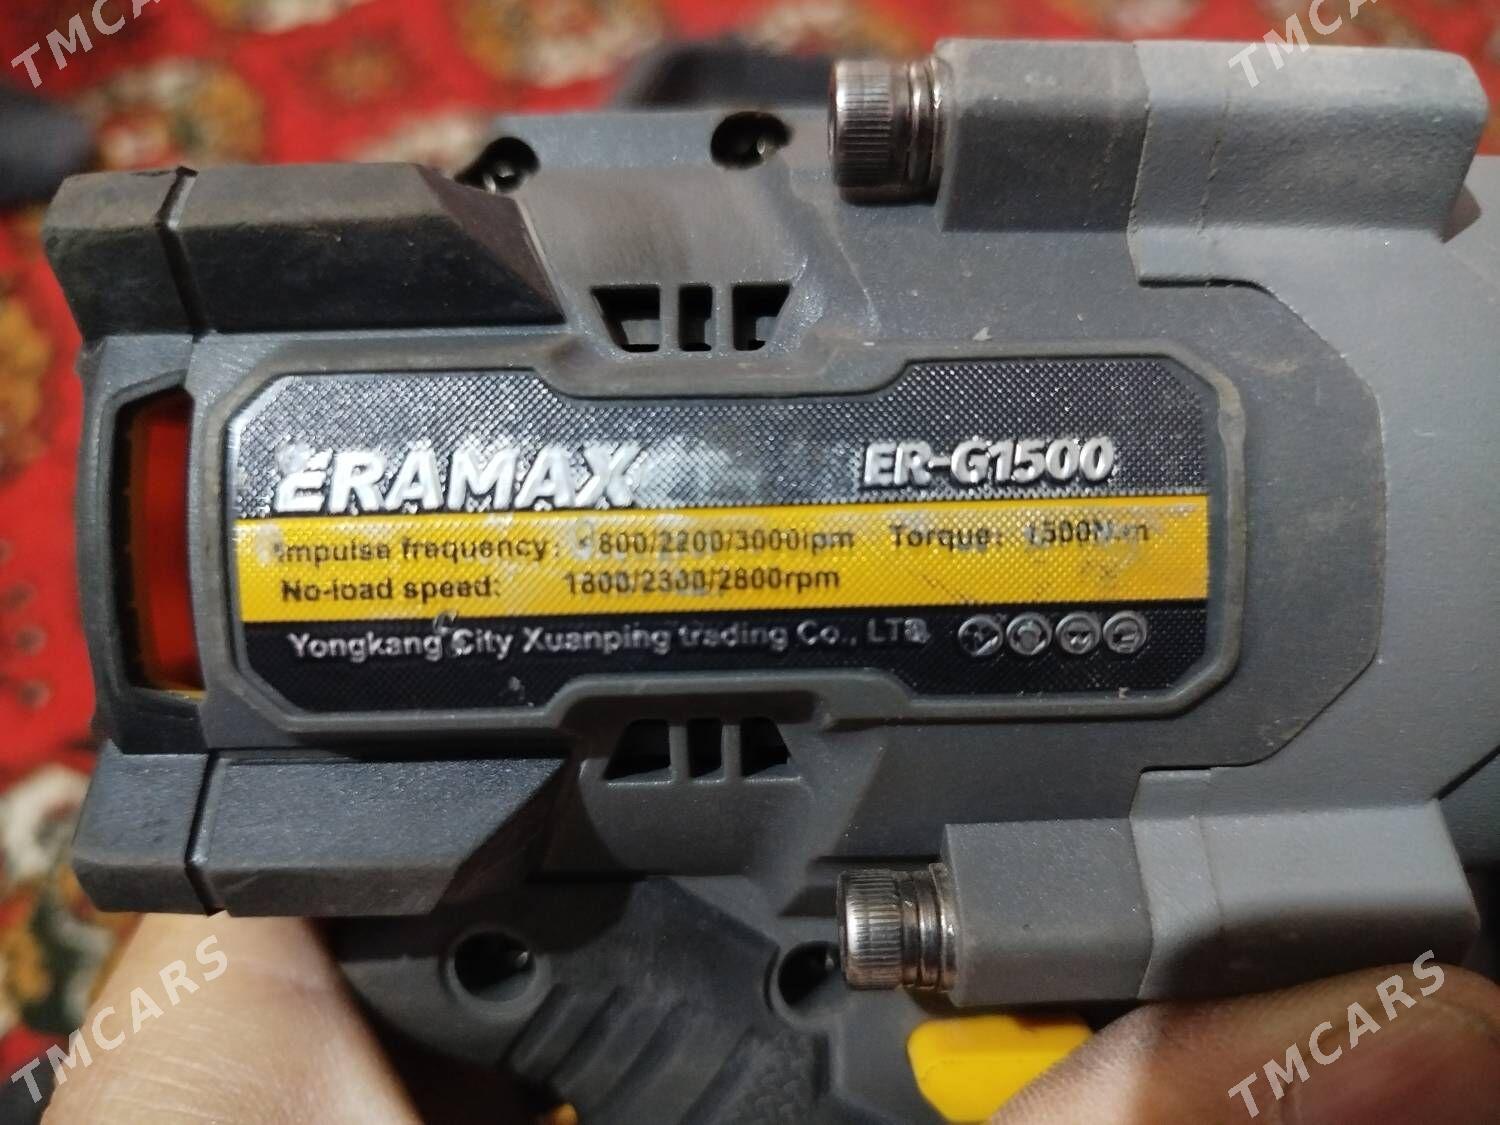 TMCARS
TMCARS
ERAMAX ER-G1500
Impulse frequency: 1800/2200/3000ipm Torque: 1500N.m
No-load speed: 1800/2300/2800rpm
Yongkang City Xuanping trading Co., LTD
TMCARS
TMCARS